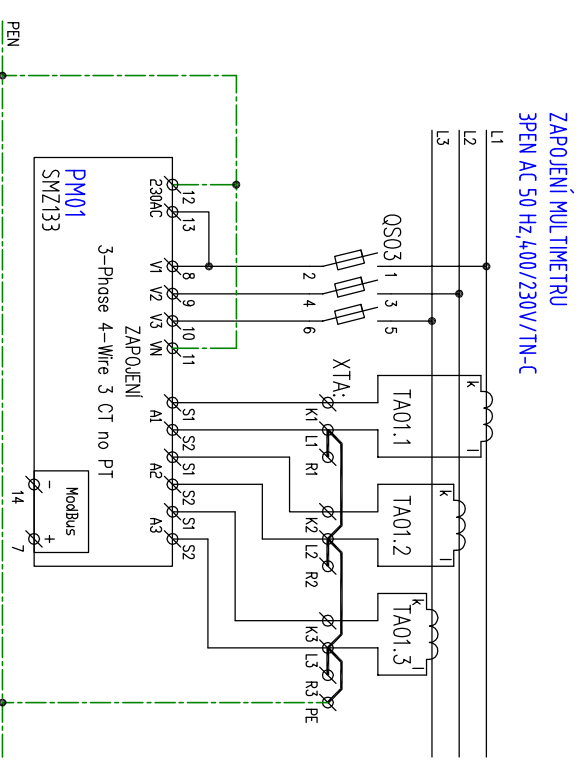 ZAPOJENÍ MULTIMETRU
3PEN AC 50 Hz,400/230V/TN-C
L1
L2
L3
k
l
TA01.1
k
l
TA01.2
k
l
TA01.3
QS03
1
3
5
2
4
6
XTA:
K1
L1
R1
K2
L2
R2
K3
L3
R3
PE
12
13
8
9
10
11
S1
S2
S1
S2
S1
S2
230AC
V1
V2
V3
VN
A1
A2
A3
ZAPOJENÍ
3-Phase 4-Wire 3 CT no PT
PM01
SMZ133
ModBus
-
+
14
7
PEN